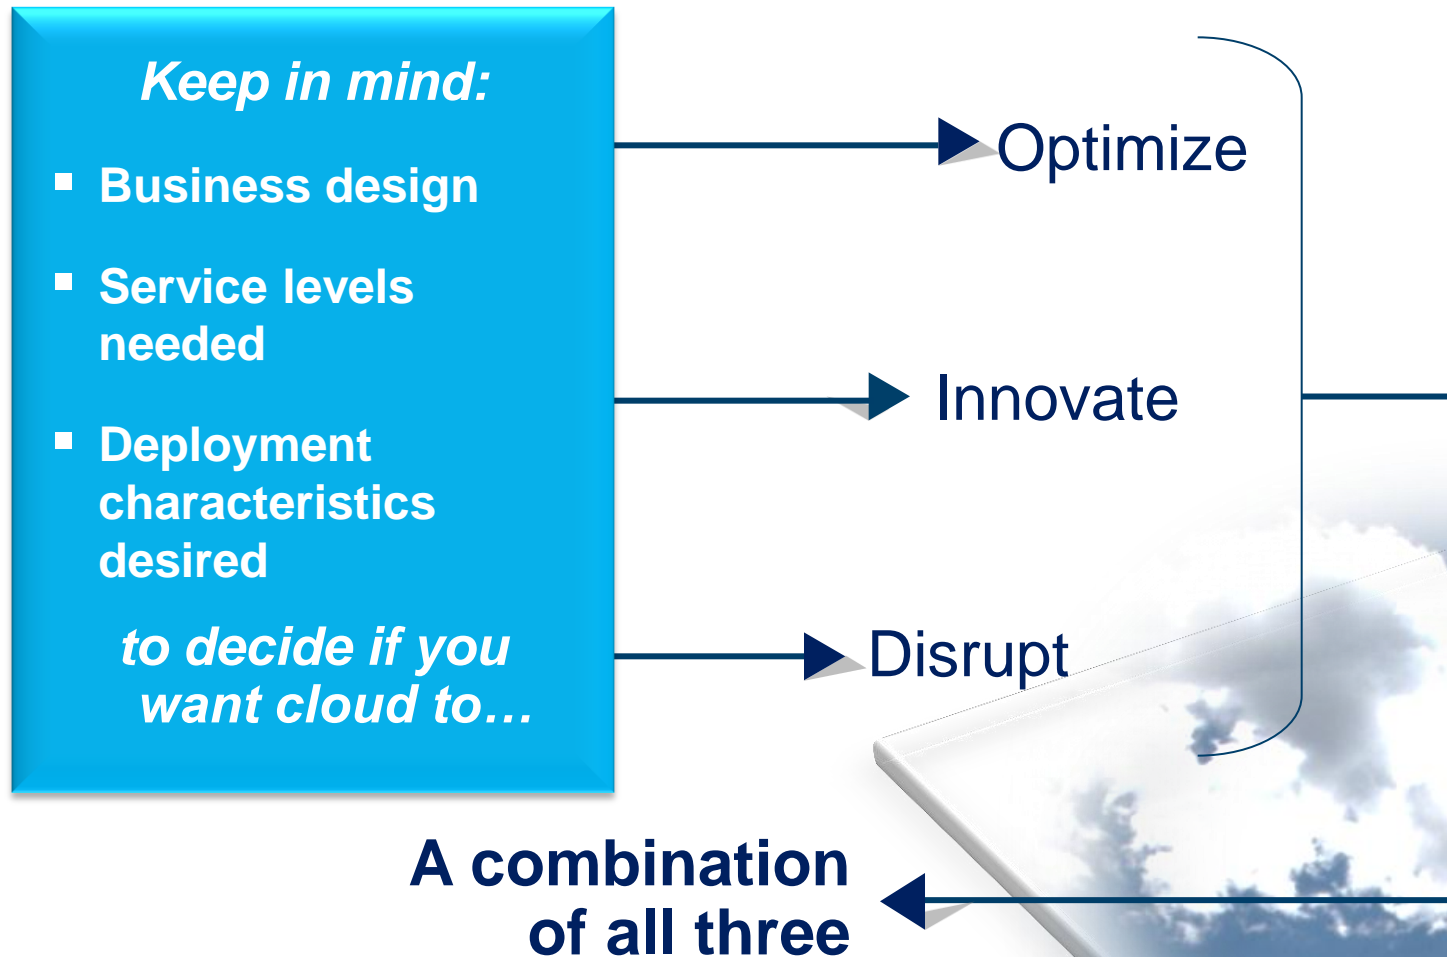 Keep in mind:
▪ Business design
▪ Service levels
needed
▪ Deployment
characteristics
desired
to decide if you
want cloud to…
Optimize
Innovate
Disrupt
A combination
of all three